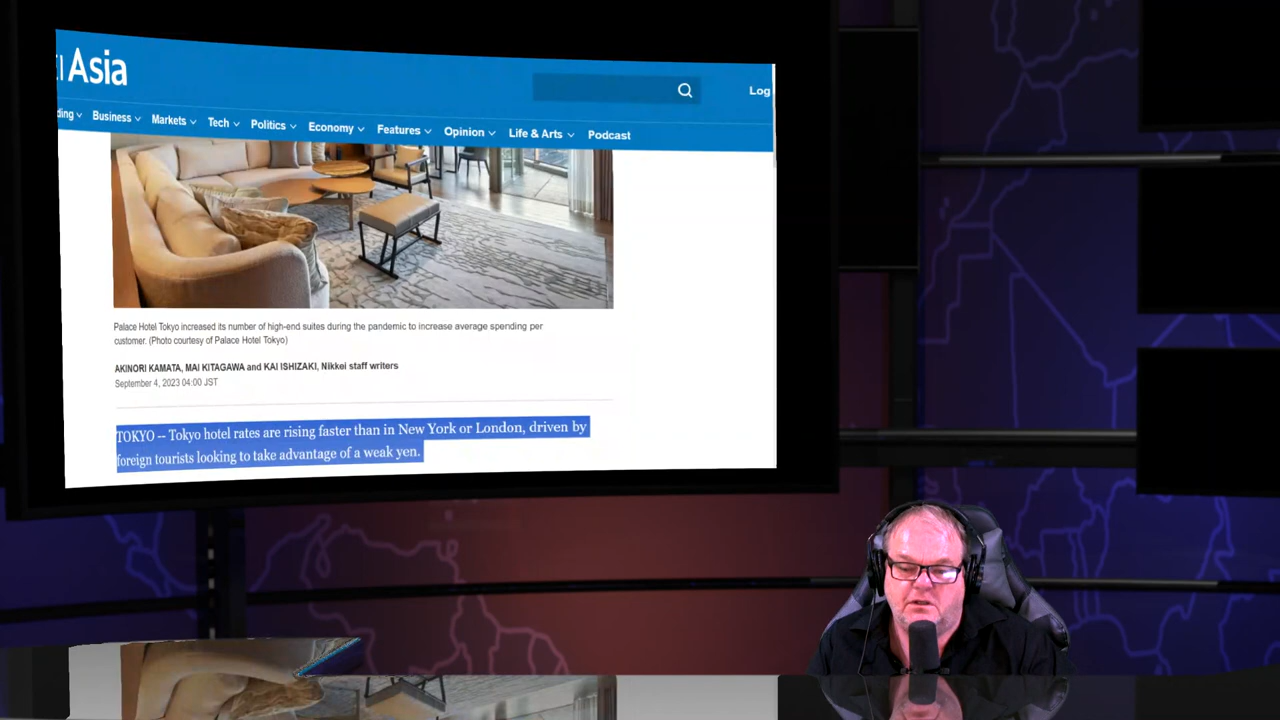 Asia
Log
Business
Markets
Tech
Politics
Economy
Features
Opinion
Life & Arts
Podcast
Palace Hotel Tokyo increased its number of high-end suites during the pandemic to increase average spending per
customer. (Photo courtesy of Palace Hotel Tokyo)
AKINORI KAMATA, MAI KITAGAWA and KAI ISHIZAKI, Nikkei staff writers
September 4, 2023 04:00 JST
TOKYO -- Tokyo hotel rates are rising faster than in New York or London, driven by
foreign tourists looking to take advantage of a weak yen.